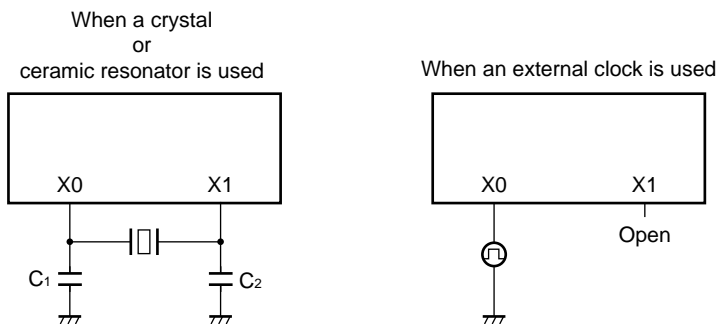 When a crystal
or
ceramic resonator is used
X0 X1
C1 C2
When an external clock is used
X0 X1
Open